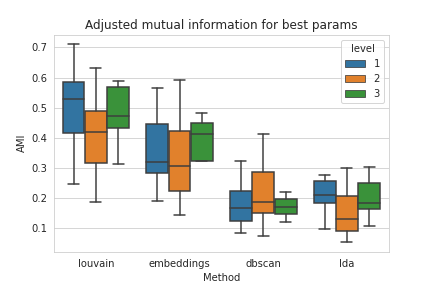 Adjusted mutual information for best params
level
1
2
3
AMI
0.7
0.6
0.5
0.4
0.3
0.2
0.1
louvain embeddings dbscan lda
Method